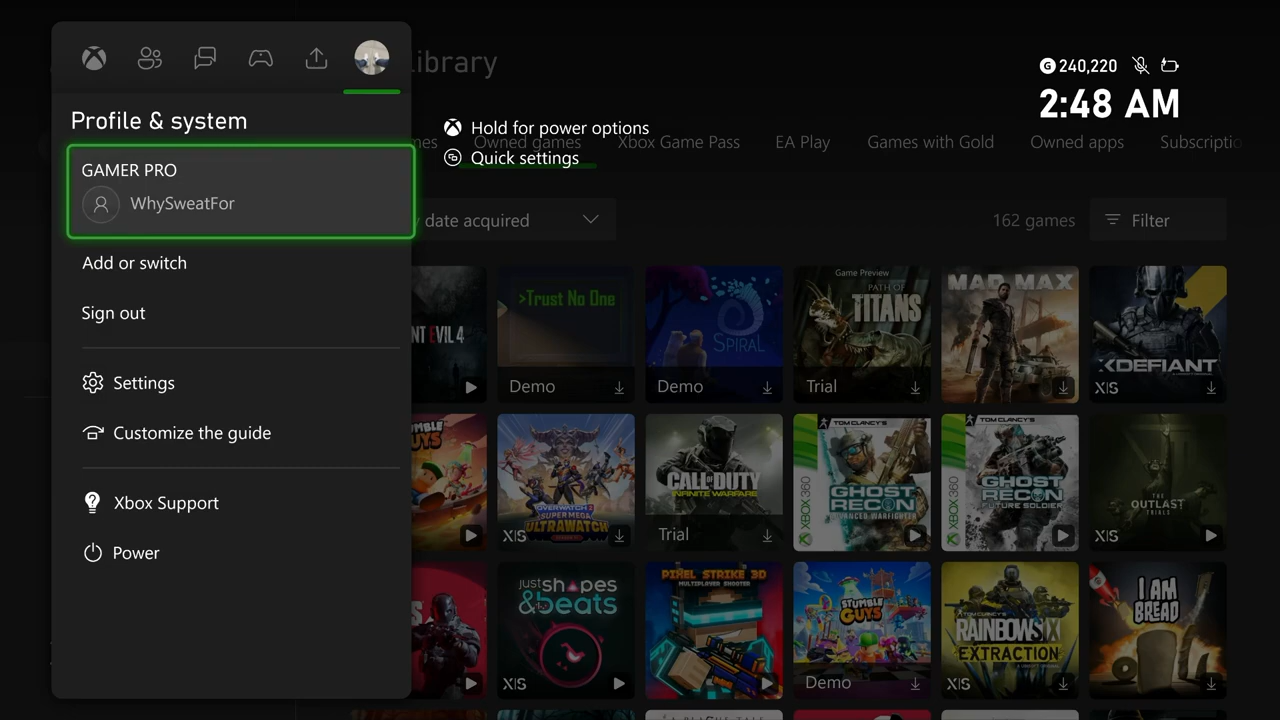 library
G 240,220
2:48 AM
Profile & system
Hold for power options
Quick settings
GAMER PRO
WhySweatFor
Add or switch
Sign out
Settings
Customize the guide
Xbox Support
Power
Owned games
Xbox Game Pass
EA Play
Games with Gold
Owned apps
date acquired
162 games
Filter
>Trust No One
Demo
SPIRAL
Demo
Game Preview
PATH OF
TITANS
Trial
MAD MAX
XDEFIANT
X|S
OVERWATCH 2
SUPER MEGA
ULTRAWATCH
X|S
CALL OF DUTY
INFINITE WARFARE
Trial
TOM CLANCY'S
GHOST
RECON
ADVANCED WARFIGHTER
XBOX 360
TOM CLANCY'S
GHOST
RECON
FUTURE SOLDIER
XBOX 360
THE
OUTLAST
TRIALS
X|S
just SHAPES
& beats
X|S
PIXEL STRIKE 3D
MULTIPLAYER SHOOTER
STUMBLE
GUYS
Demo
TOM CLANCY'S
RAINBOW SIX
EXTRACTION
X|S
I AM
BREAD